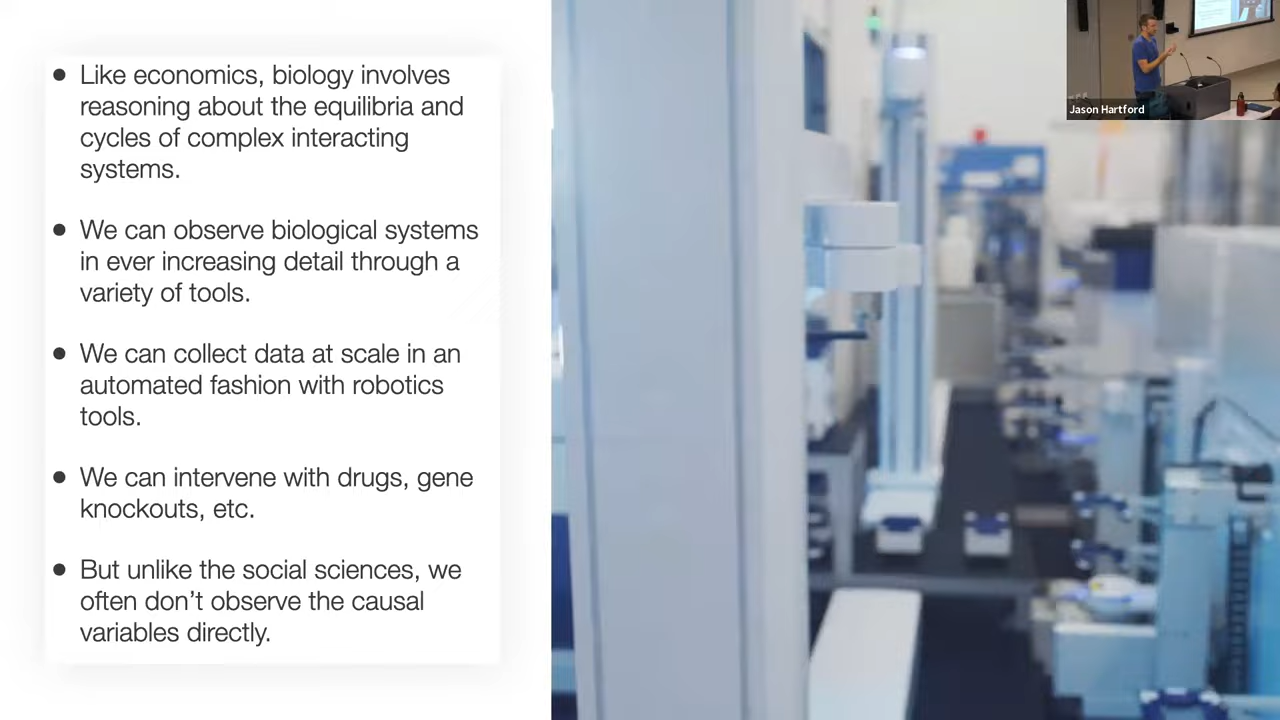 ● Like economics, biology involves
reasoning about the equilibria and
cycles of complex interacting
systems.
● We can observe biological systems
in ever increasing detail through a
variety of tools.
● We can collect data at scale in an
automated fashion with robotics
tools.
● We can intervene with drugs, gene
knockouts, etc.
● But unlike the social sciences, we
often don’t observe the causal
variables directly.
Jason Hartford